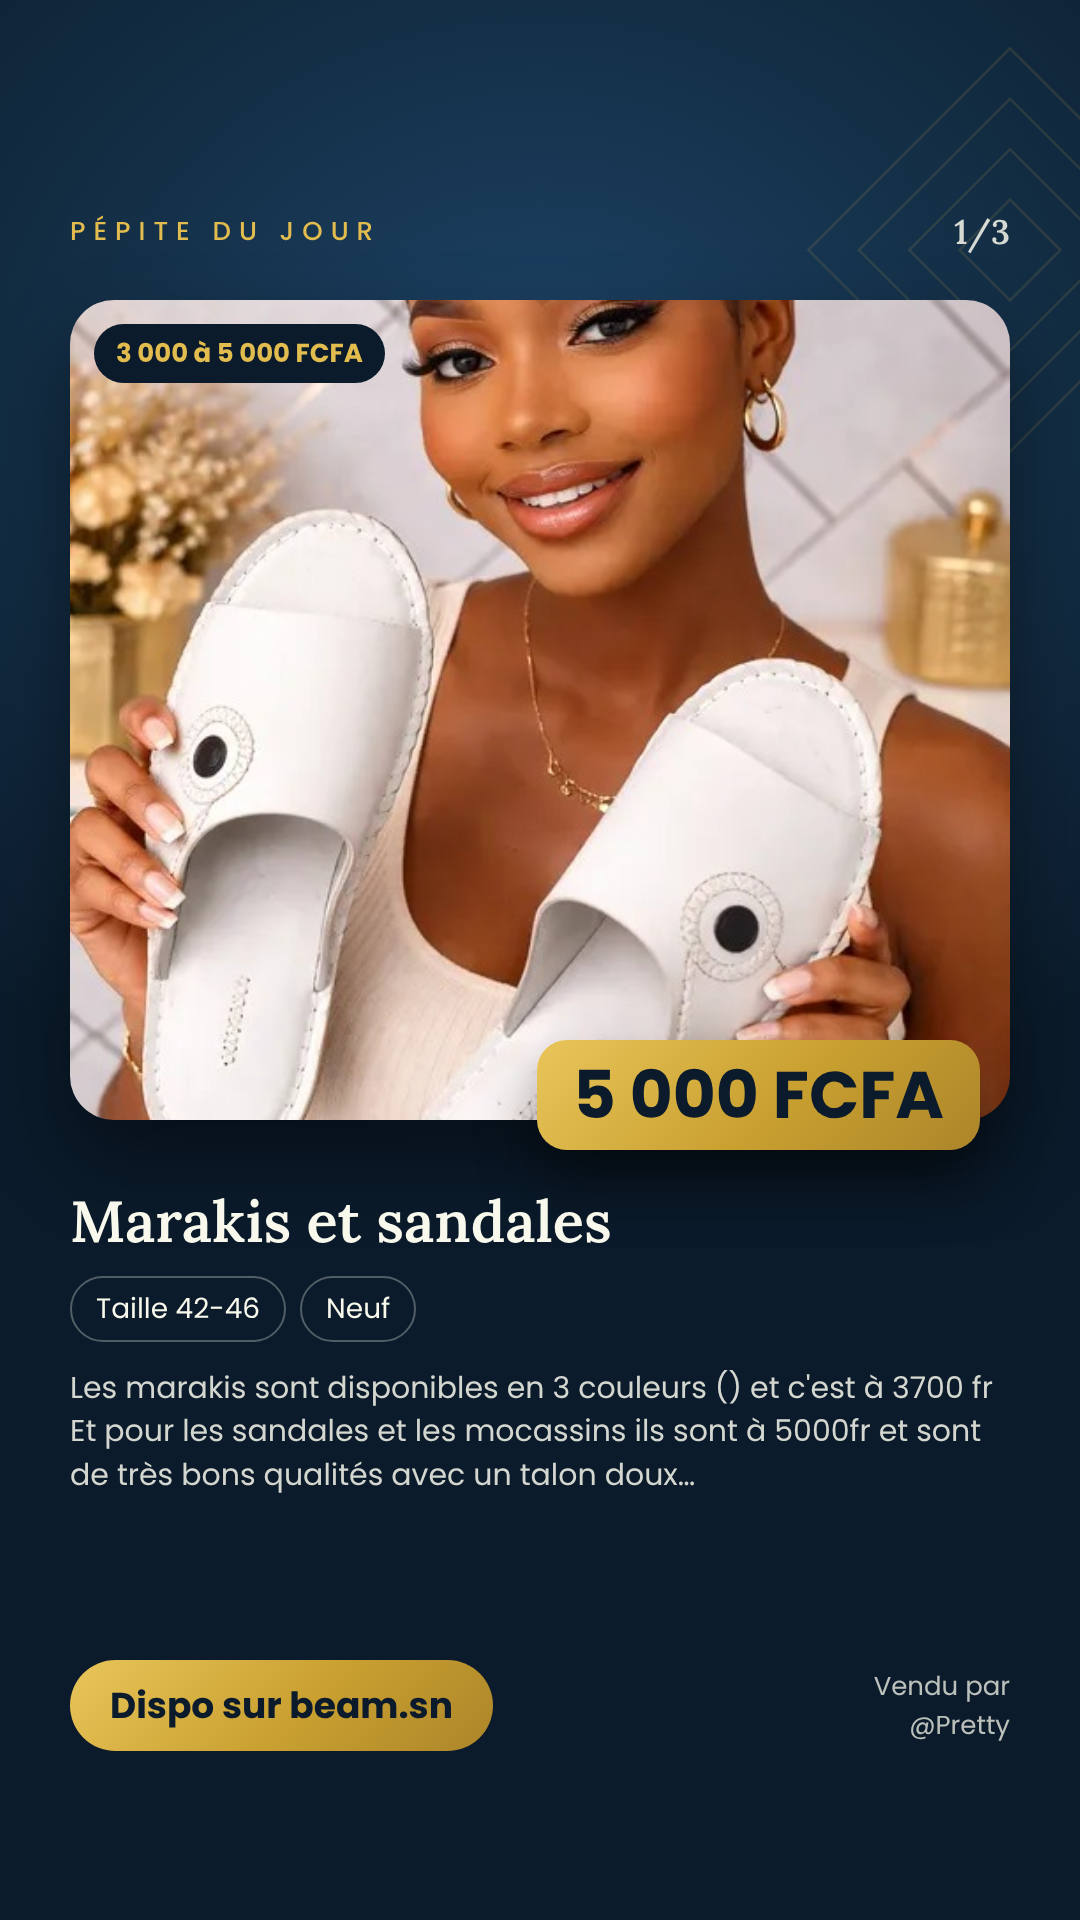 PÉPITE DU JOUR
1/3
3 000 à 5 000 FCFA
5 000 FCFA
Marakis et sandales
Taille 42-46
Neuf
Les marakis sont disponibles en 3 couleurs () et c'est à 3700 fr
Et pour les sandales et les mocassins ils sont à 5000fr et sont
de très bons qualités avec un talon doux...
Dispo sur beam.sn
Vendu par
@Pretty